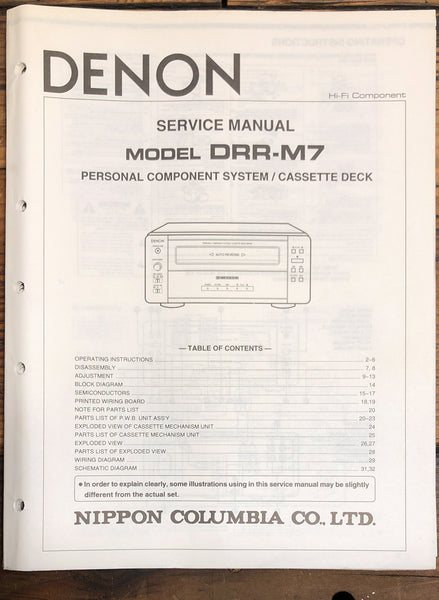 DENON
Hi-Fi Component
SERVICE MANUAL
MODEL DRR-M7
PERSONAL COMPONENT SYSTEM / CASSETTE DECK
DENON
AUTO REVERSE
— TABLE OF CONTENTS —
OPERATING INSTRUCTIONS 2~6
DISASSEMBLY 7, 8
ADJUSTMENT 9~13
BLOCK DIAGRAM 14
SEMICONDUCTORS 15~17
PRINTED WIRING BOARD 18,19
NOTE FOR PARTS LIST 20
PARTS LIST OF P.W.B. UNIT ASS'Y 20~23
EXPLODED VIEW OF CASSETTE MECHANISM UNIT 24
PARTS LIST OF CASSETTE MECHANISM UNIT 25
EXPLODED VIEW 26,27
PARTS LIST OF EXPLODED VIEW 28
WIRING DIAGRAM 29
SCHEMATIC DIAGRAM 31,32
● In order to explain clearly, some illustrations using in this service manual may be slightly
different from the actual set.
NIPPON COLUMBIA CO., LTD.